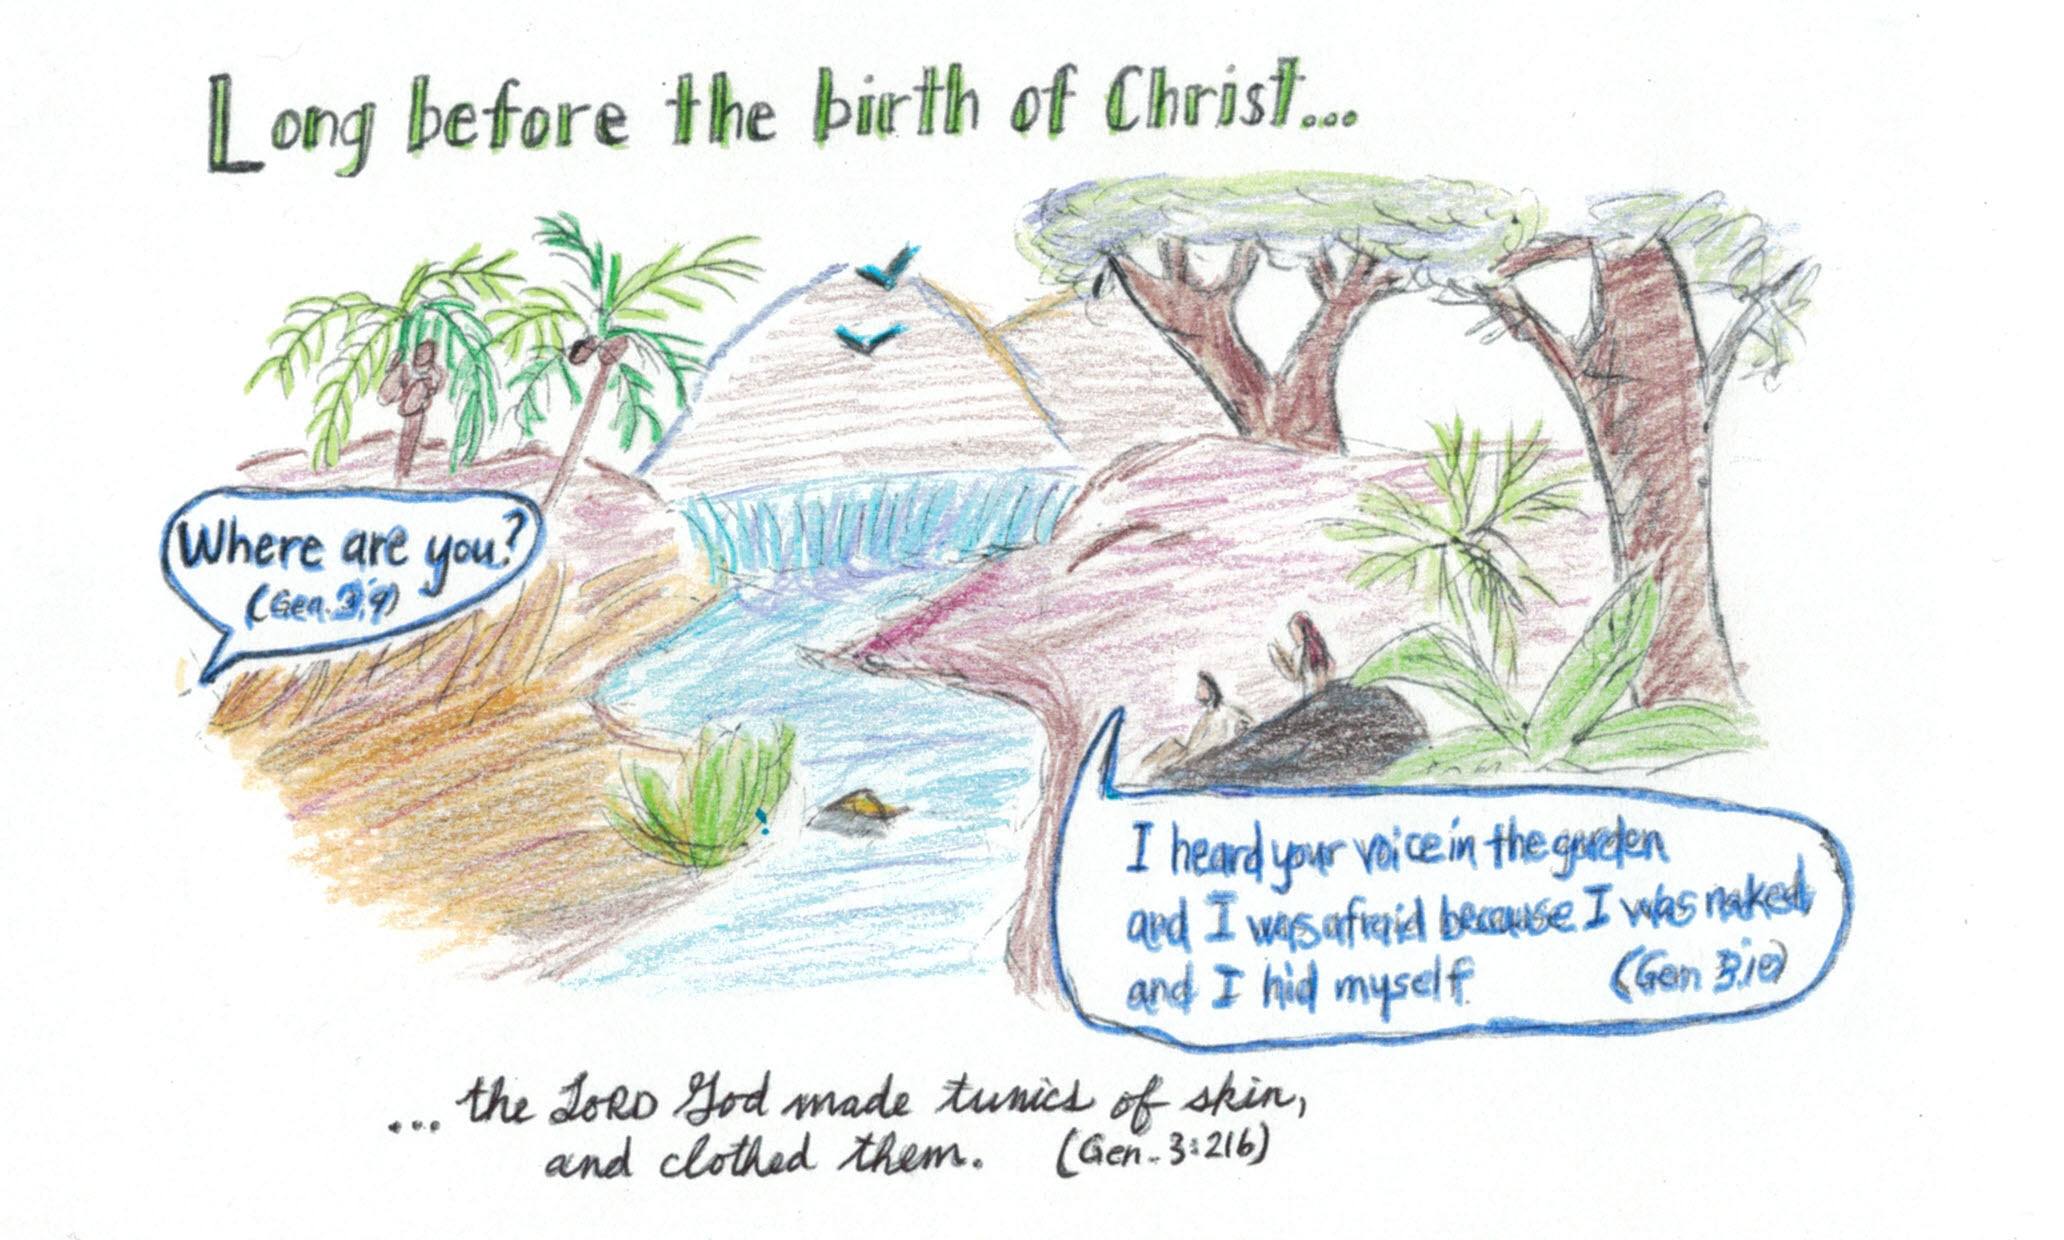 Long before the birth of Christ...
Where are you?
(Gen. 3:9)
I heard your voice in the garden
and I was afraid because I was naked
and I hid myself.
(Gen 3:10)
... the LORD God made tunics of skin,
and clothed them. (Gen. 3:21b)